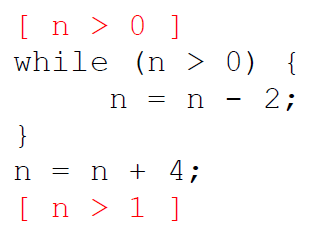 [ n > 0 ]
while (n > 0) {
     n = n - 2;
}
n = n + 4;
[ n > 1 ]